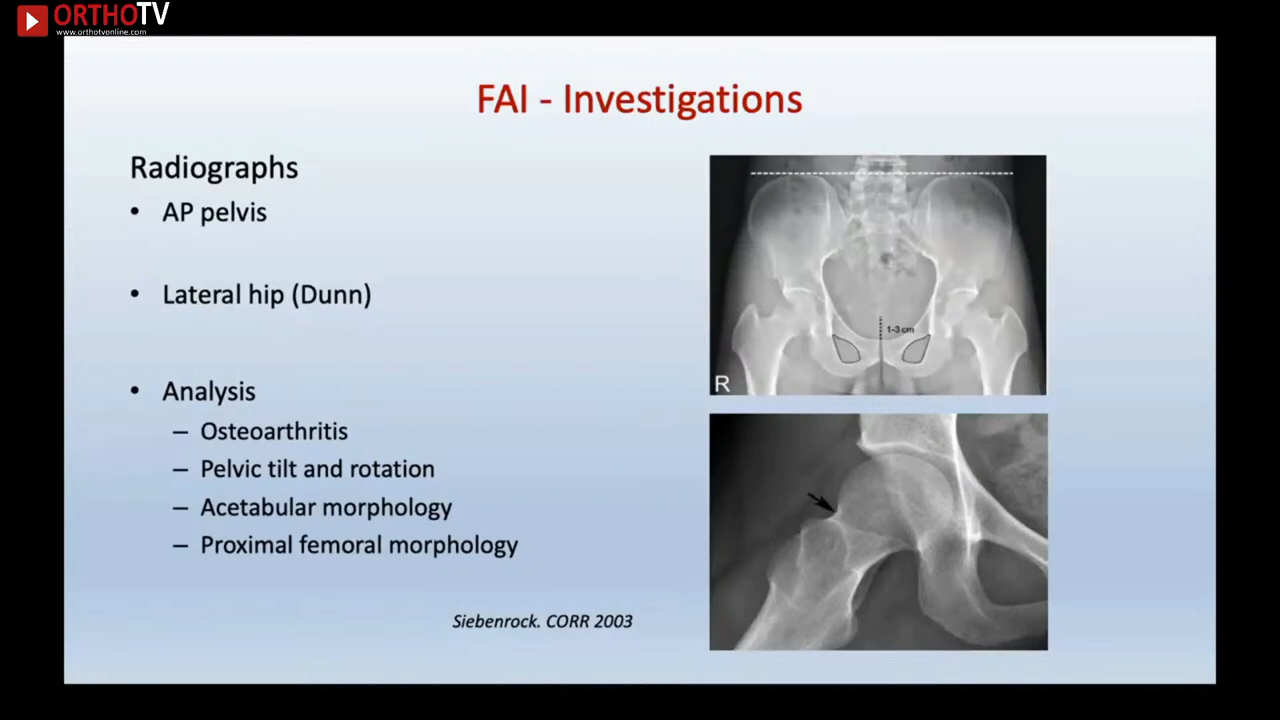 ORTHOTV
www.orthotvonline.com
FAI - Investigations
Radiographs
• AP pelvis
• Lateral hip (Dunn)
• Analysis
– Osteoarthritis
– Pelvic tilt and rotation
– Acetabular morphology
– Proximal femoral morphology
Siebenrock. CORR 2003
1-3 cm
R